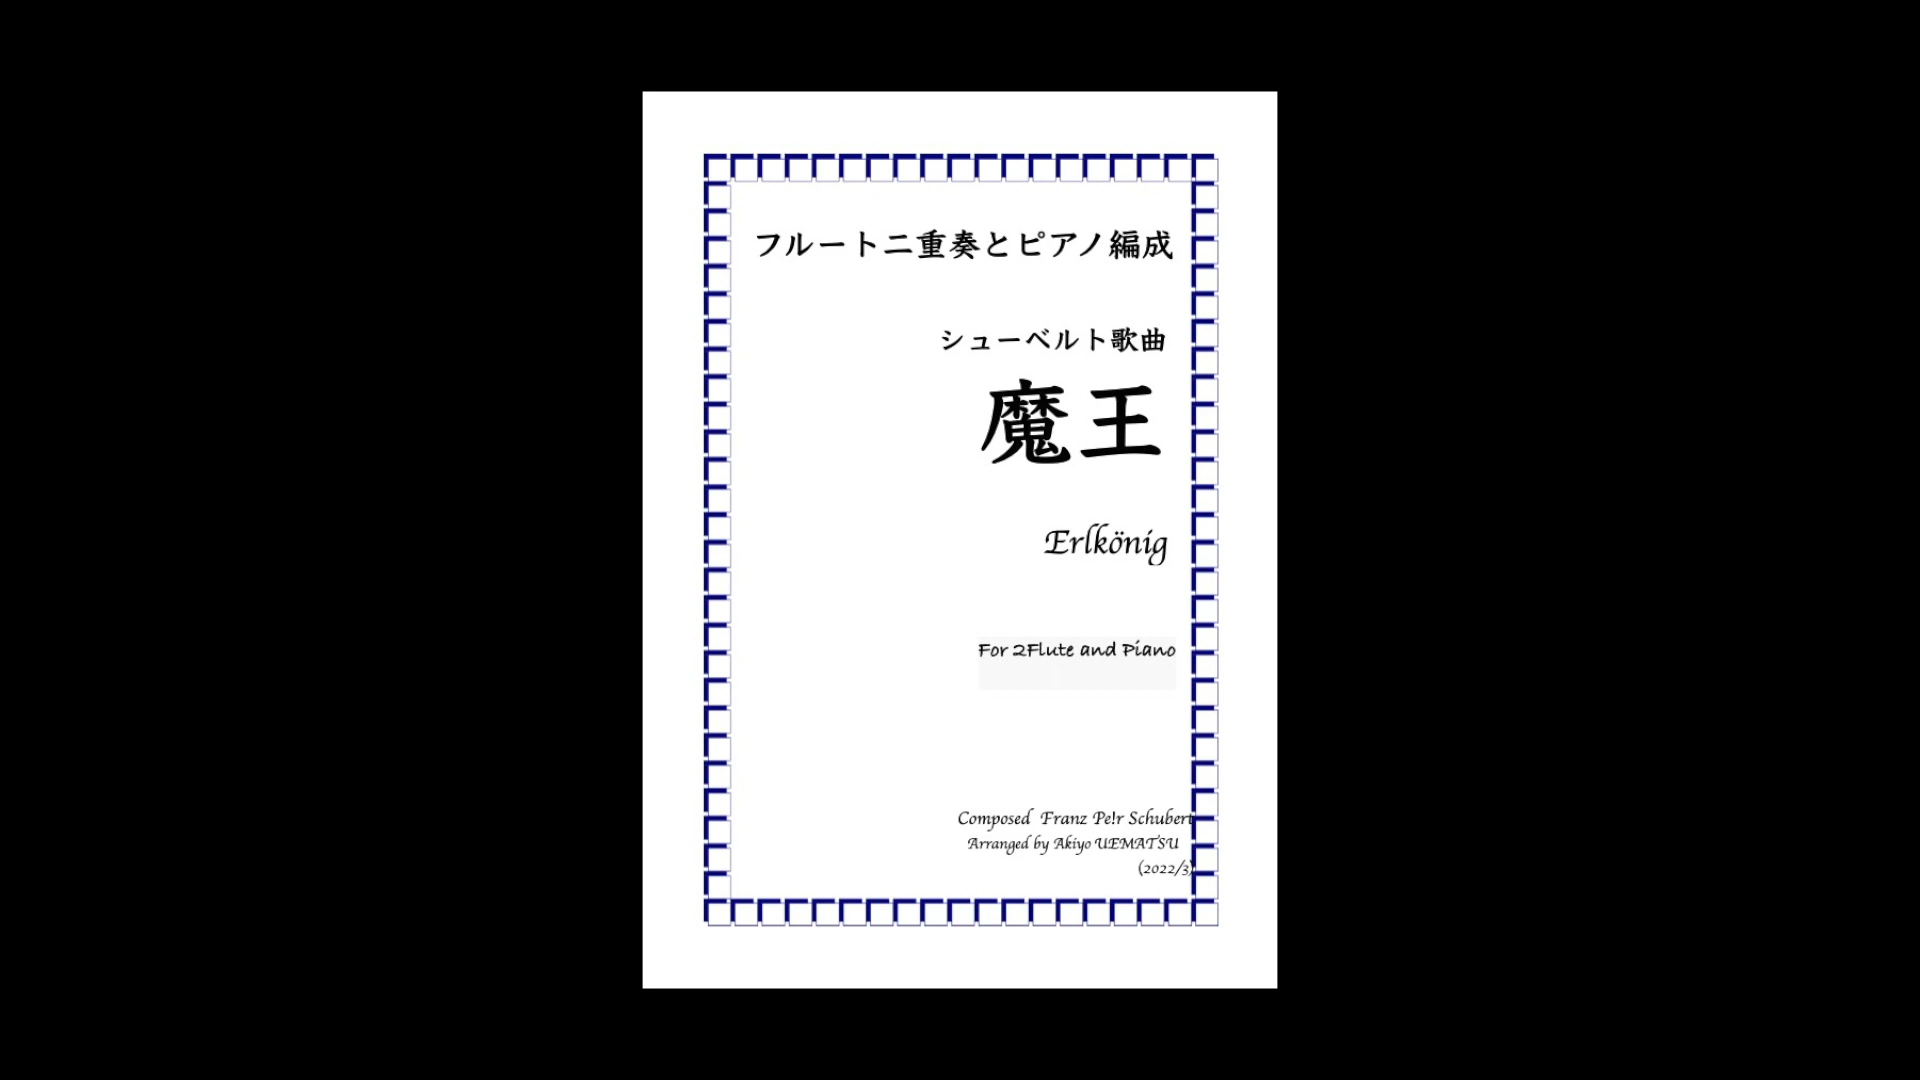 フルート二重奏とピアノ編成
シューベルト歌曲
魔王
Erlkönig
For 2Flute and Piano
Composed Franz Pe!r Schubert
Arranged by Akiyo UEMATSU
(2022/3)